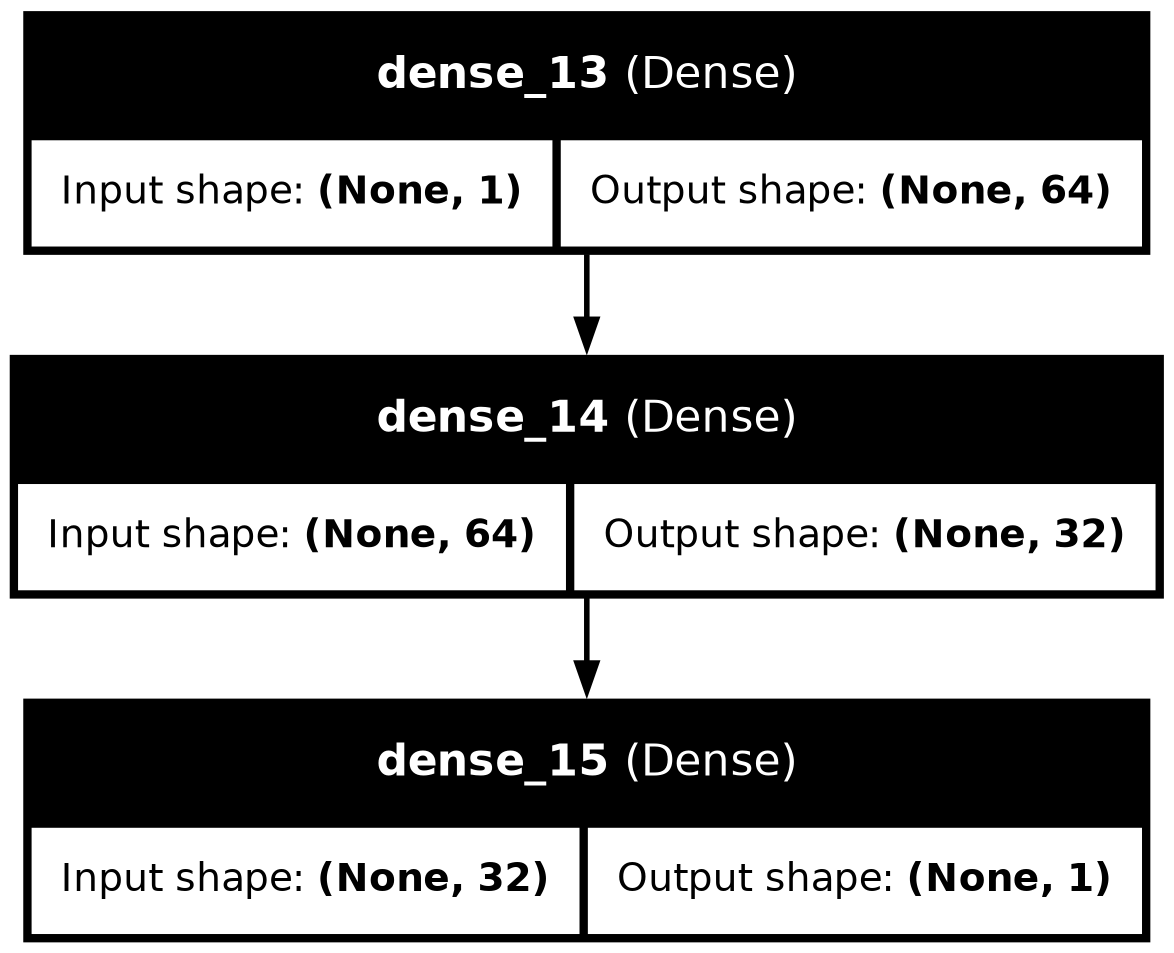 dense_13 (Dense)
Input shape: (None, 1) Output shape: (None, 64)
dense_14 (Dense)
Input shape: (None, 64) Output shape: (None, 32)
dense_15 (Dense)
Input shape: (None, 32) Output shape: (None, 1)